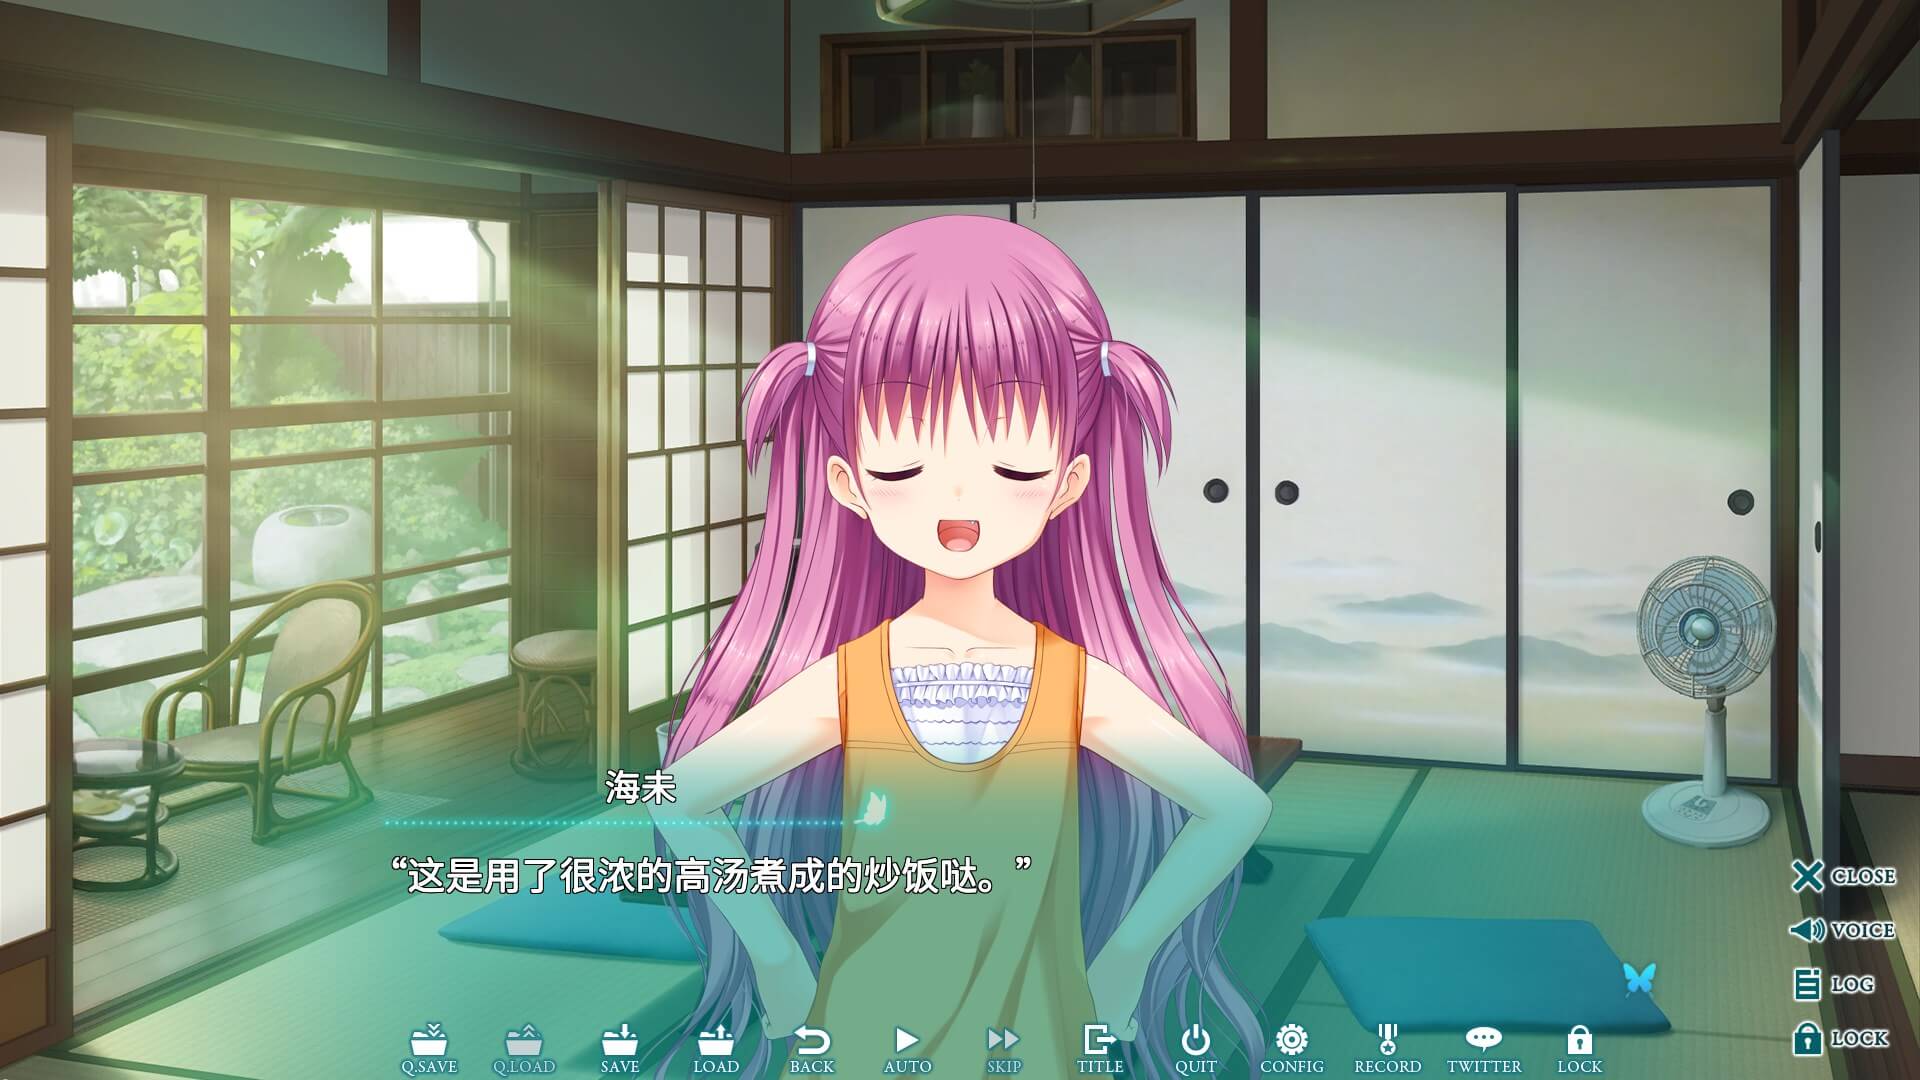 海未
“这是用了很浓的高汤煮成的炒饭哒。”
CLOSE
VOICE
LOG
LOCK
Q.SAVE Q.LOAD SAVE LOAD BACK AUTO SKIP TITLE QUIT CONFIG RECORD TWITTER LOCK